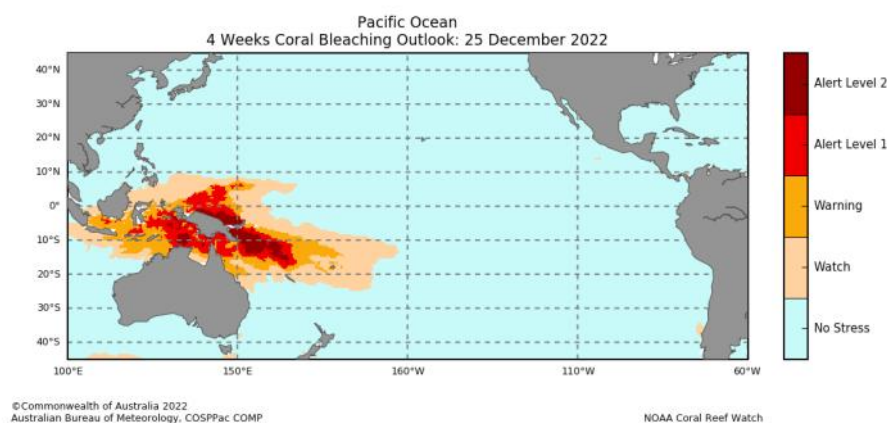 Pacific Ocean
4 Weeks Coral Bleaching Outlook: 25 December 2022
40°N
30°N
20°N
10°N
0°
10°S
20°S
30°S
40°S
100°E
150°E
160°W
110°W
60°W
Alert Level 2
Alert Level 1
Warning
Watch
No Stress
©Commonwealth of Australia 2022
Australian Bureau of Meteorology, COSPPac COMP
NOAA Coral Reef Watch